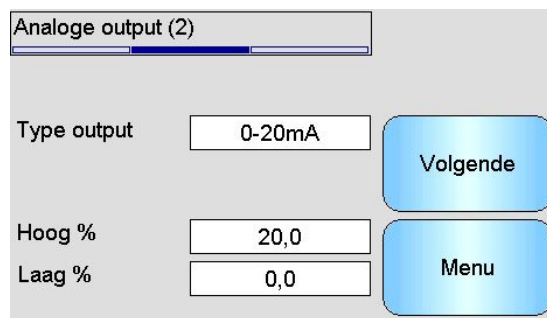 Analoge output (2)
Type output 0-20mA
Volgende
Hoog % 20,0
Laag % 0,0
Menu